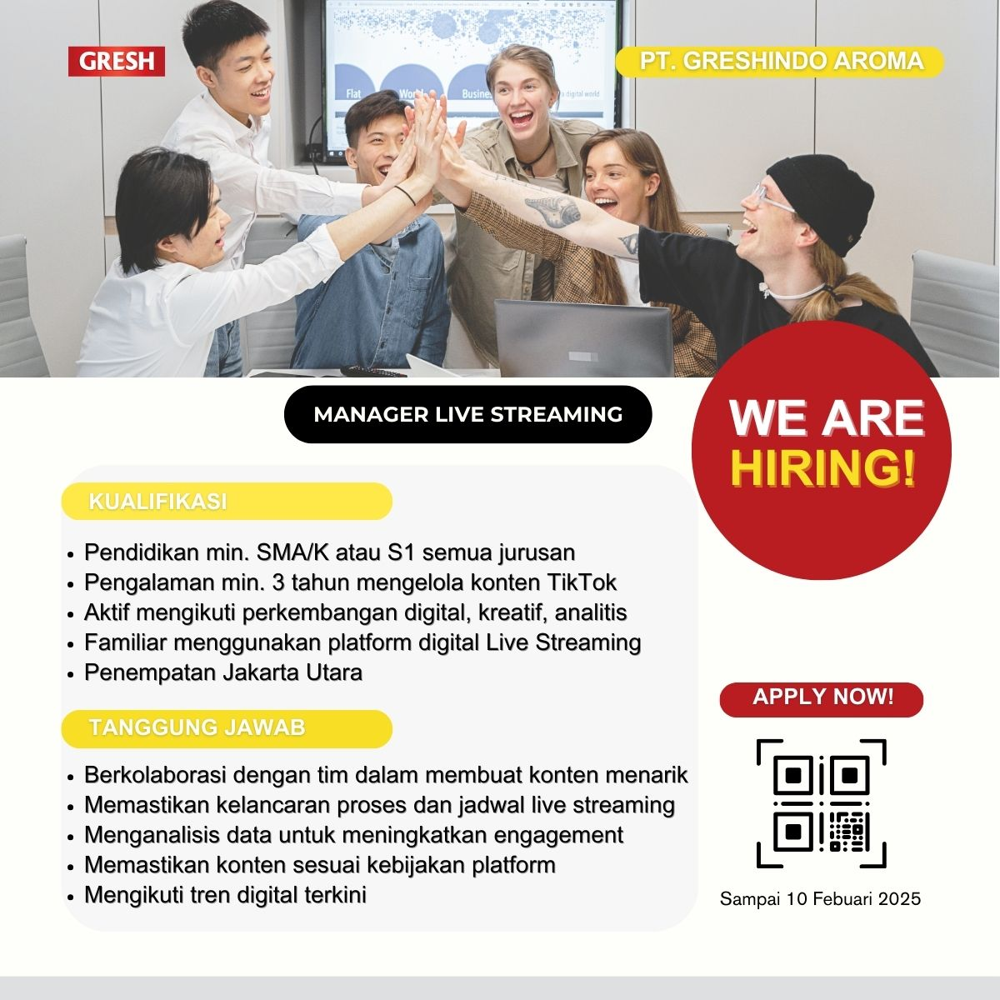 GRESH
PT. GRESHINDO AROMA
Flat
World
a digital world
MANAGER LIVE STREAMING
WE ARE
HIRING!
KUALIFIKASI
• Pendidikan min. SMA/K atau S1 semua jurusan
• Pengalaman min. 3 tahun mengelola konten TikTok
• Aktif mengikuti perkembangan digital, kreatif, analitis
• Familiar menggunakan platform digital Live Streaming
• Penempatan Jakarta Utara
TANGGUNG JAWAB
• Berkolaborasi dengan tim dalam membuat konten menarik
• Memastikan kelancaran proses dan jadwal live streaming
• Menganalisis data untuk meningkatkan engagement
• Memastikan konten sesuai kebijakan platform
• Mengikuti tren digital terkini
APPLY NOW!
Sampai 10 Febuari 2025